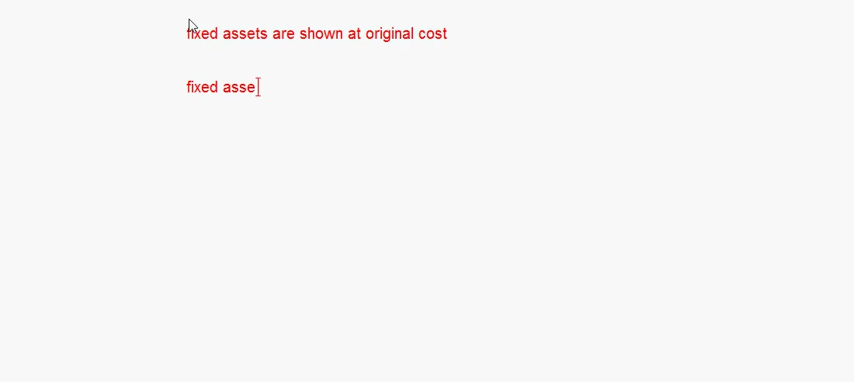 fixed assets are shown at original cost
fixed asse